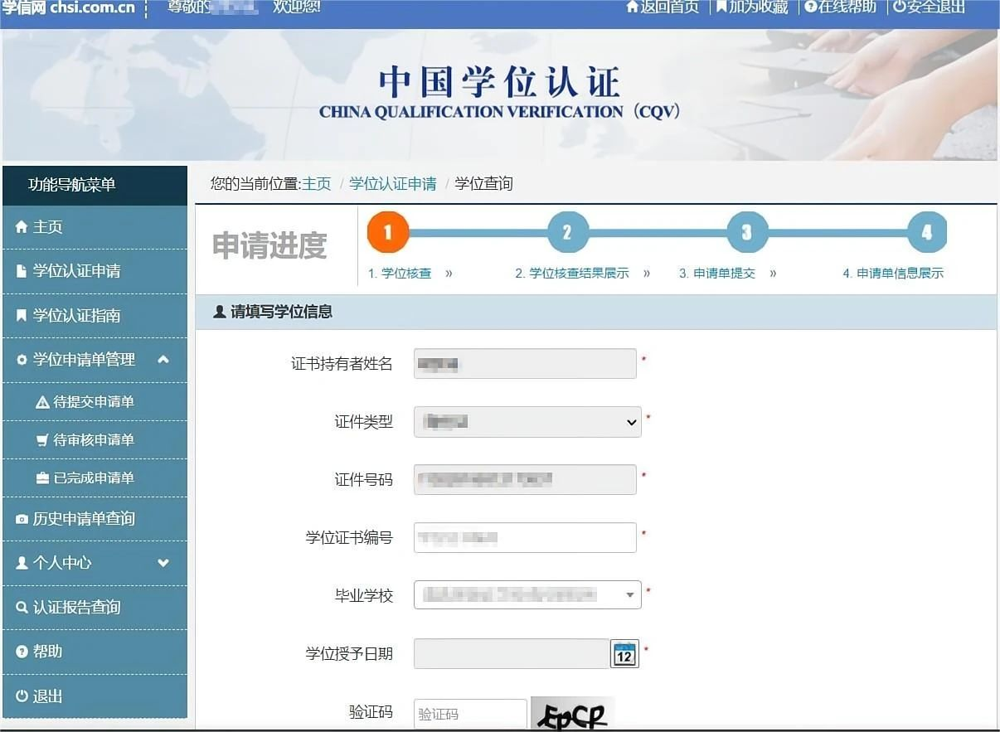 学信网 chsi.com.cn 尊敬的 欢迎您! 返回首页 加为收藏 在线帮助 安全退出
中国学位认证
CHINA QUALIFICATION VERIFICATION (CQV)
功能导航菜单
主页
学位认证申请
学位认证指南
学位申请单管理
待提交申请单
待审核申请单
已完成申请单
历史申请单查询
个人中心
认证报告查询
帮助
退出
您的当前位置:主页 / 学位认证申请 / 学位查询
申请进度
1 2 3 4
1. 学位核查 » 2. 学位核查结果展示 » 3. 申请单提交 » 4. 申请单信息展示
请填写学位信息
证书持有者姓名 *
证件类型 *
证件号码 *
学位证书编号 *
毕业学校 *
学位授予日期 12 *
验证码 验证码